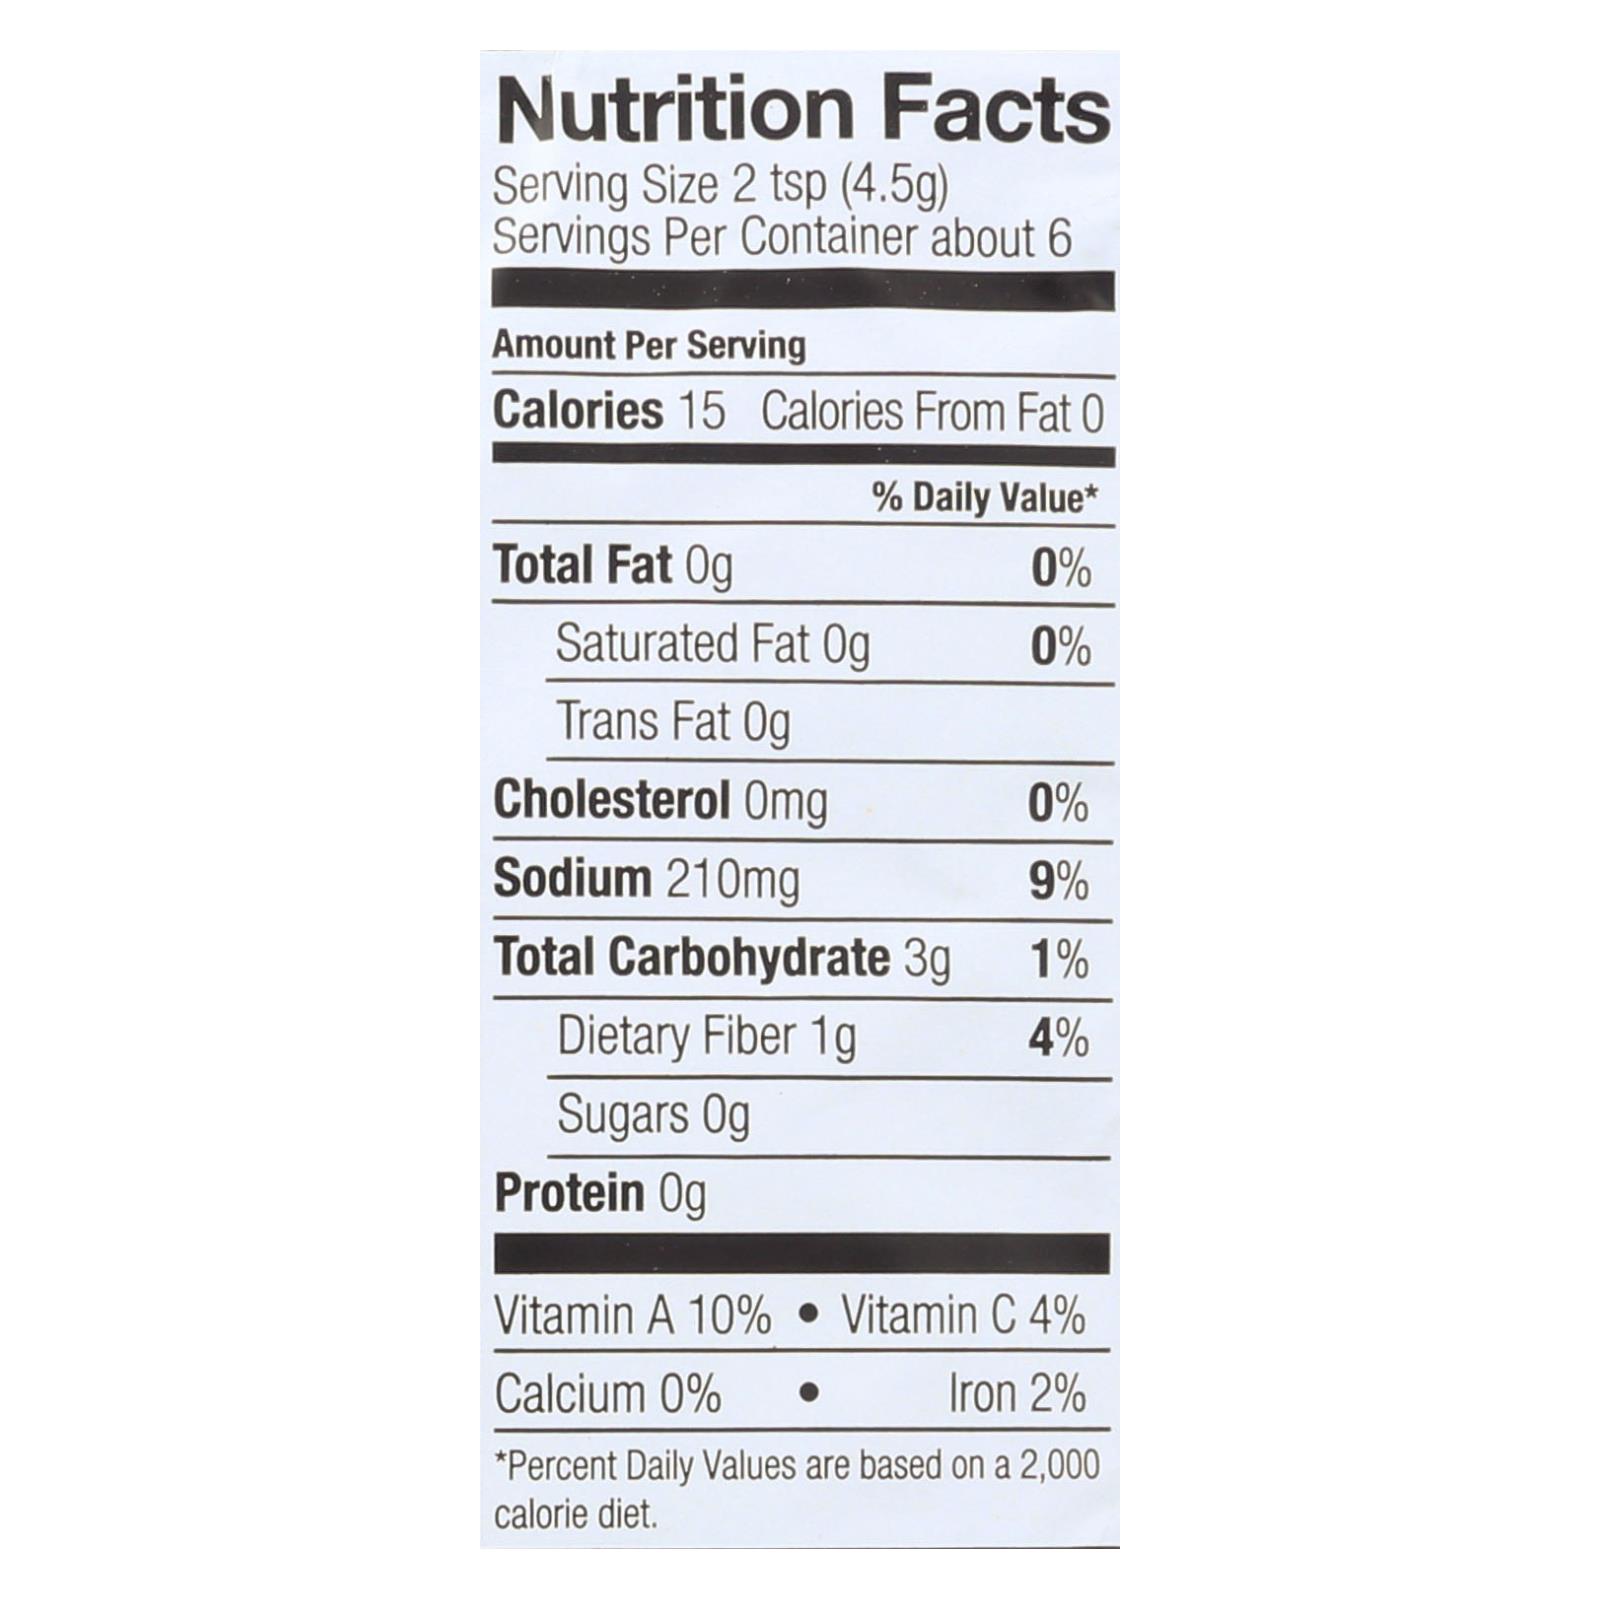 Nutrition Facts
Serving Size 2 tsp (4.5g)
Servings Per Container about 6
Amount Per Serving
Calories 15 Calories From Fat 0
% Daily Value*
Total Fat 0g 0%
Saturated Fat 0g 0%
Trans Fat 0g
Cholesterol 0mg 0%
Sodium 210mg 9%
Total Carbohydrate 3g 1%
Dietary Fiber 1g 4%
Sugars 0g
Protein 0g
Vitamin A 10% • Vitamin C 4%
Calcium 0% • Iron 2%
*Percent Daily Values are based on a 2,000
calorie diet.